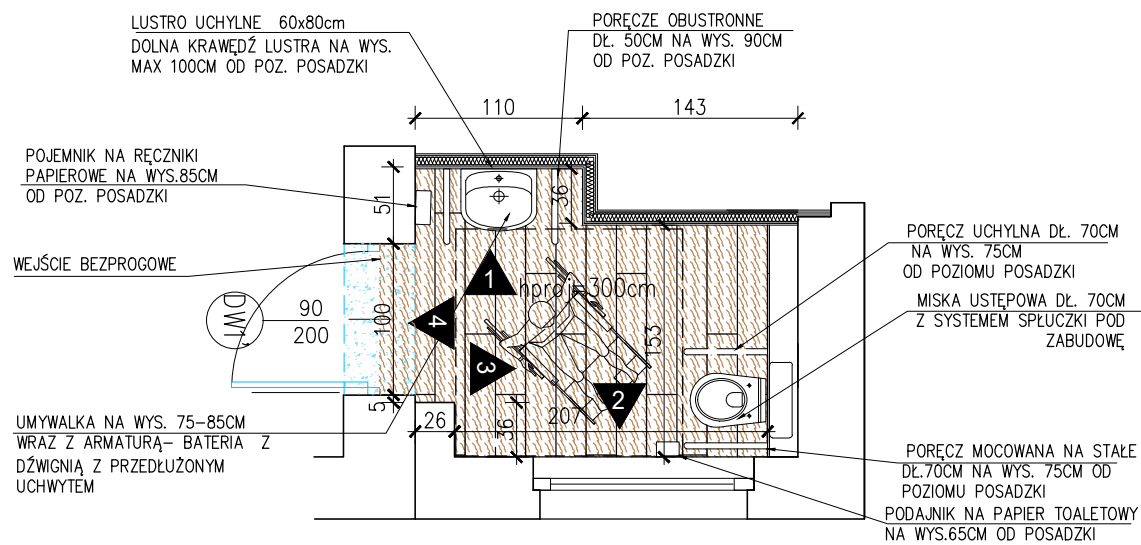 LUSTRO UCHYLNE 60x80cm
DOLNA KRAWĘDŹ LUSTRA NA WYS.
MAX 100CM OD POZ. POSADZKI
PORĘCZE OBUSTRONNE
DŁ. 50CM NA WYS. 90CM
OD POZ. POSADZKI
110
143
POJEMNIK NA RĘCZNIKI
PAPIEROWE NA WYS.85CM
OD POZ. POSADZKI
51
36
WEJŚCIE BEZPROGOWE
PORĘCZ UCHYLNA DŁ. 70CM
NA WYS. 75CM
OD POZIOMU POSADZKI
1
hproj=300cm
MISKA USTĘPOWA DŁ. 70CM
Z SYSTEMEM SPŁUCZKI POD
ZABUDOWĘ
DW1
90
200
100
4
153
3
2
5
26
36
207
UMYWALKA NA WYS. 75-85CM
WRAZ Z ARMATURĄ- BATERIA Z
DŹWIGNIĄ Z PRZEDŁUŻONYM
UCHWYTEM
PORĘCZ MOCOWANA NA STAŁE
DŁ.70CM NA WYS. 75CM OD
POZIOMU POSADZKI
PODAJNIK NA PAPIER TOALETOWY
NA WYS.65CM OD POSADZKI